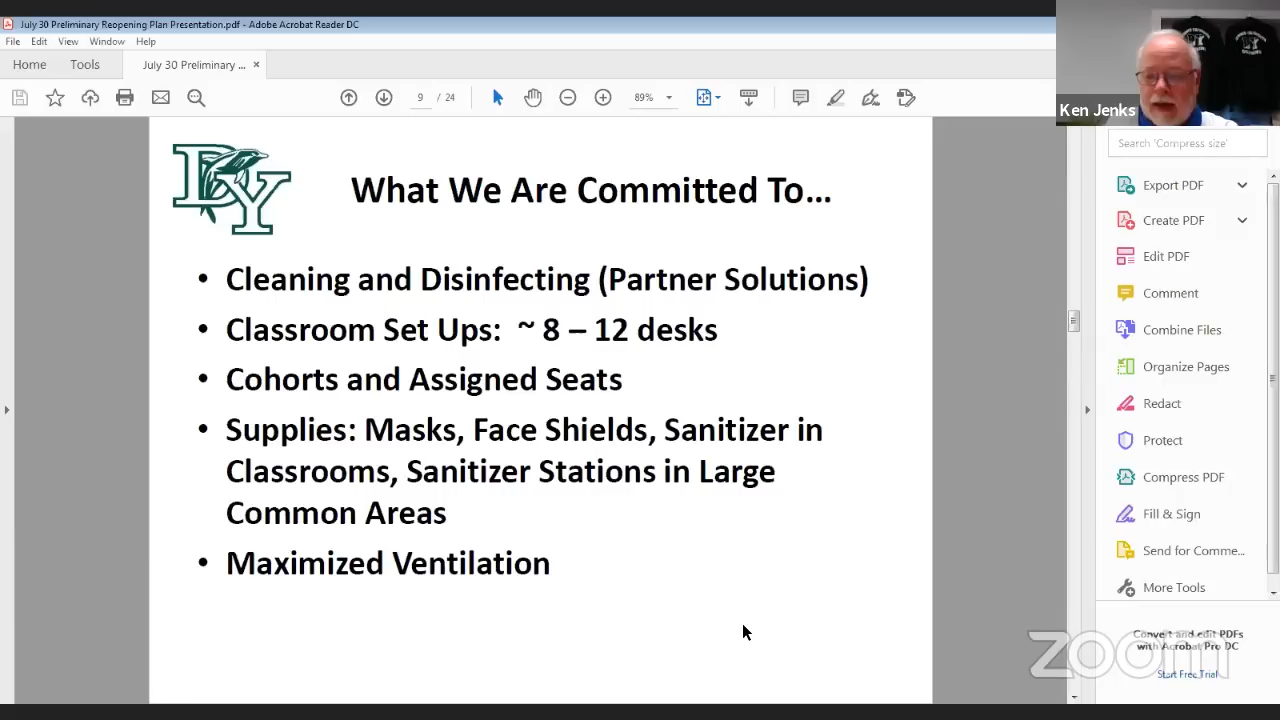 July 30 Preliminary Reopening Plan Presentation.pdf - Adobe Acrobat Reader DC
File Edit View Window Help
Home Tools July 30 Preliminary ... ×
9 / 24 89%
Ken Jenks
DY
What We Are Committed To...
• Cleaning and Disinfecting (Partner Solutions)
• Classroom Set Ups: ~ 8 – 12 desks
• Cohorts and Assigned Seats
• Supplies: Masks, Face Shields, Sanitizer in
Classrooms, Sanitizer Stations in Large
Common Areas
• Maximized Ventilation
Search 'Compress size'
Export PDF
Create PDF
Edit PDF
Comment
Combine Files
Organize Pages
Redact
Protect
Compress PDF
Fill & Sign
Send for Comme...
More Tools
Convert and edit PDFs
with Acrobat Pro DC
Start Free Trial
zoom